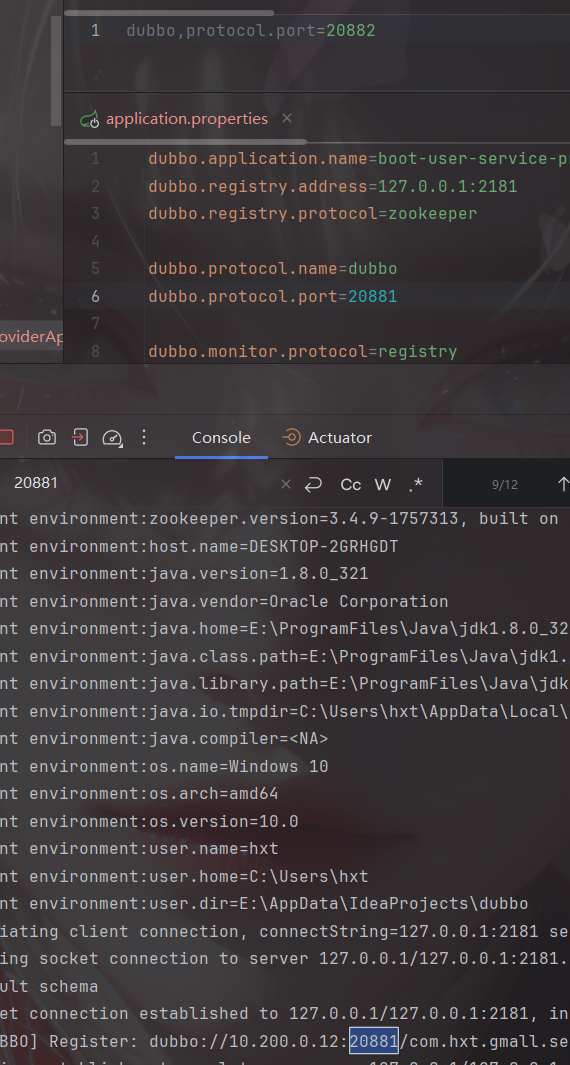 1 dubbo,protocol.port=20882
application.properties
1 dubbo.application.name=boot-user-service-p
2 dubbo.registry.address=127.0.0.1:2181
3 dubbo.registry.protocol=zookeeper
4
5 dubbo.protocol.name=dubbo
6 dubbo.protocol.port=20881
7
oviderAp
8 dubbo.monitor.protocol=registry
Console Actuator
20881 Cc W .* 9/12
nt environment:zookeeper.version=3.4.9-1757313, built on
nt environment:host.name=DESKTOP-2GRHGDT
nt environment:java.version=1.8.0_321
nt environment:java.vendor=Oracle Corporation
nt environment:java.home=E:\ProgramFiles\Java\jdk1.8.0_32
nt environment:java.class.path=E:\ProgramFiles\Java\jdk1.
nt environment:java.library.path=E:\ProgramFiles\Java\jdk
nt environment:java.io.tmpdir=C:\Users\hxt\AppData\Local\
nt environment:java.compiler=<NA>
nt environment:os.name=Windows 10
nt environment:os.arch=amd64
nt environment:os.version=10.0
nt environment:user.name=hxt
nt environment:user.home=C:\Users\hxt
nt environment:user.dir=E:\AppData\IdeaProjects\dubbo
iating client connection, connectString=127.0.0.1:2181 se
ing socket connection to server 127.0.0.1/127.0.0.1:2181.
ult schema
et connection established to 127.0.0.1/127.0.0.1:2181, in
BBO] Register: dubbo://10.200.0.12:20881/com.hxt.gmall.se